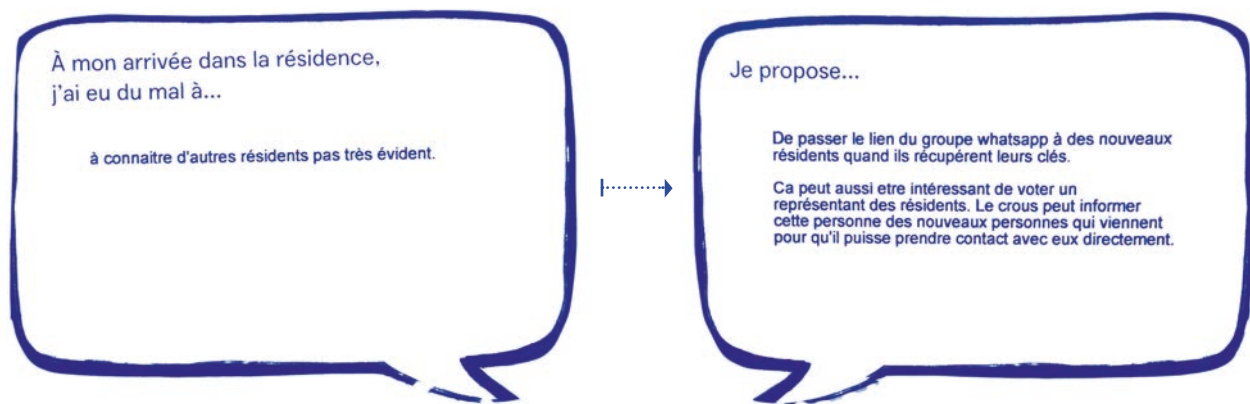 À mon arrivée dans la résidence,
j'ai eu du mal à...
à connaitre d'autres résidents pas très évident.
Je propose...
De passer le lien du groupe whatsapp à des nouveaux
résidents quand ils récupérent leurs clés.
Ca peut aussi etre intéressant de voter un
représentant des résidents. Le crous peut informer
cette personne des nouveaux personnes qui viennent
pour qu'il puisse prendre contact avec eux directement.